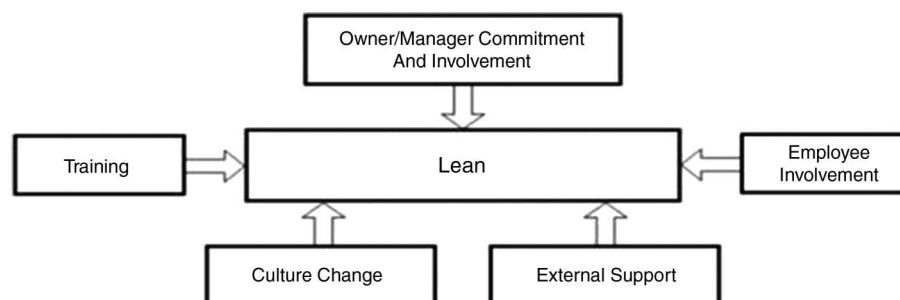 Owner/Manager Commitment
And Involvement
Training
Lean
Employee
Involvement
Culture Change
External Support